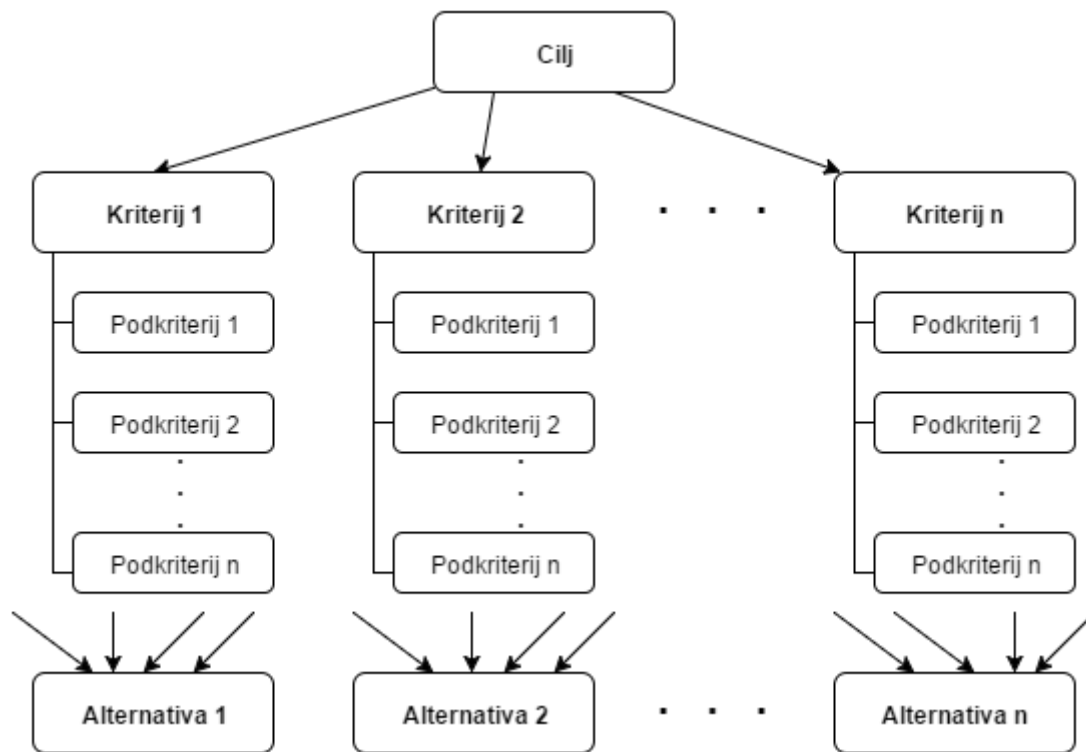 Cilj
Kriterij 1
Kriterij 2
. . .
Kriterij n
Podkriterij 1
Podkriterij 1
Podkriterij 1
Podkriterij 2
Podkriterij 2
Podkriterij 2
Podkriterij n
Podkriterij n
Podkriterij n
Alternativa 1
Alternativa 2
. . .
Alternativa n